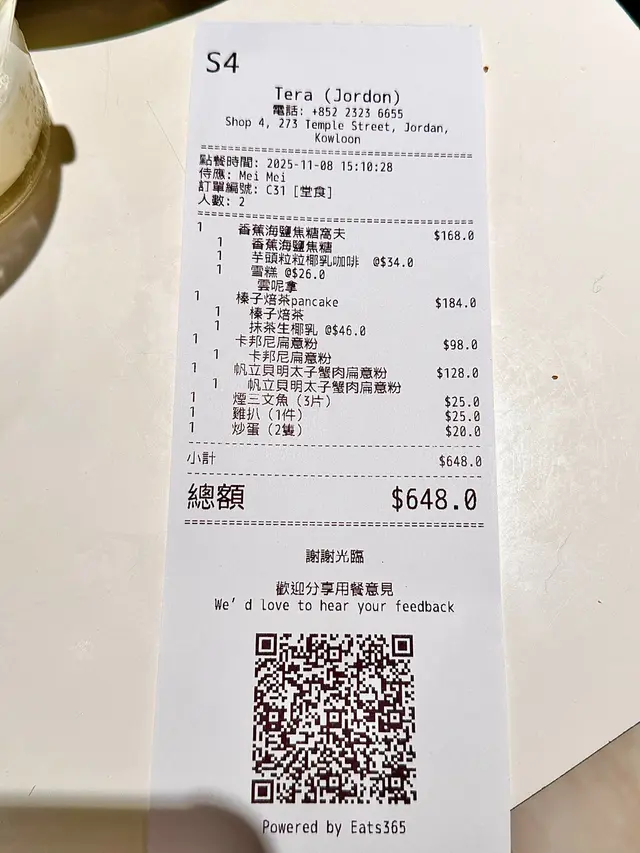 S4
Tera (Jordon)
電話: +852 2323 6655
Shop 4, 273 Temple Street, Jordan,
Kowloon
點餐時間: 2025-11-08 15:10:28
侍應: Mei Mei
訂單編號: C31 [堂食]
人數: 2
1 香蕉海鹽焦糖窩夫 $168.0
1 香蕉海鹽焦糖
1 芋頭粒粒椰乳咖啡 @$34.0
1 雪糕 @$26.0
雲呢拿
1 榛子焙茶pancake $184.0
1 榛子焙茶
1 抹茶生椰乳 @$46.0
1 卡邦尼扁意粉 $98.0
1 卡邦尼扁意粉
1 帆立貝明太子蟹肉扁意粉 $128.0
1 帆立貝明太子蟹肉扁意粉
1 煙三文魚 (3片) $25.0
1 雞扒 (1件) $25.0
1 炒蛋 (2隻) $20.0
小計 $648.0
總額 $648.0
謝謝光臨
歡迎分享用餐意見
We'd love to hear your feedback
Powered by Eats365